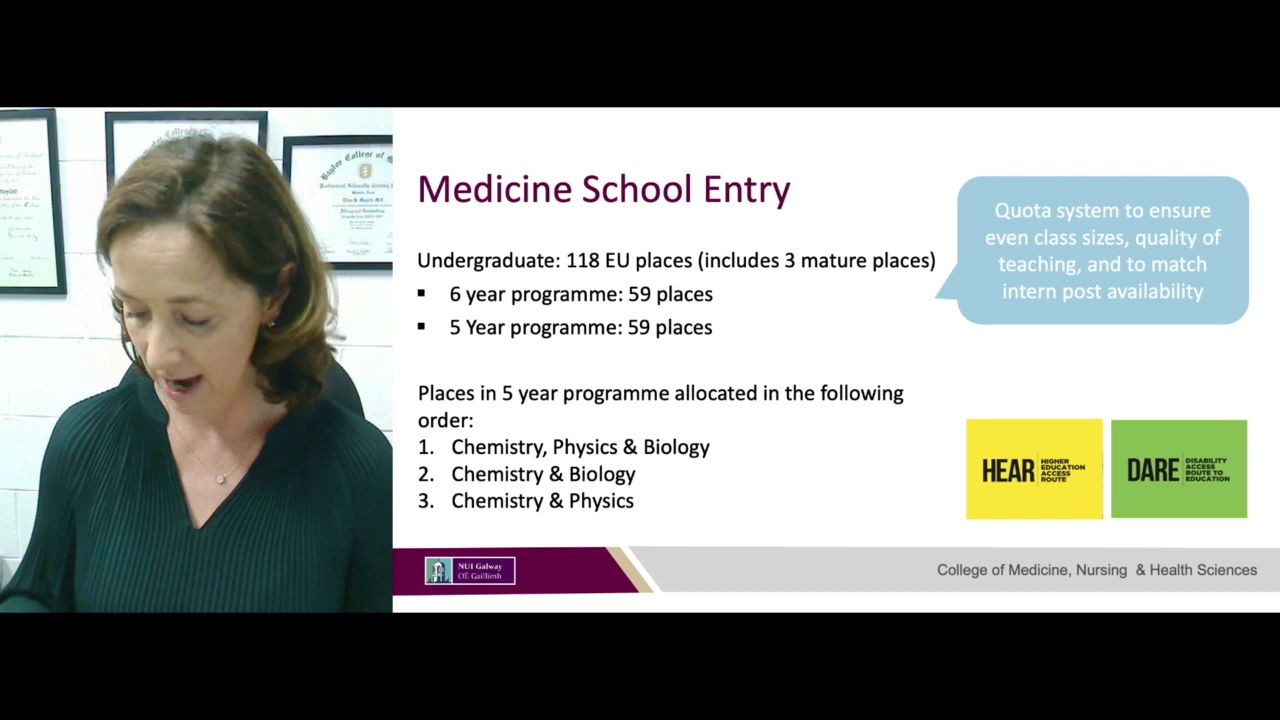 Baylor College of
Medicine School Entry
Undergraduate: 118 EU places (includes 3 mature places)
▪ 6 year programme: 59 places
▪ 5 Year programme: 59 places
Quota system to ensure
even class sizes, quality of
teaching, and to match
intern post availability
Places in 5 year programme allocated in the following
order:
1. Chemistry, Physics & Biology
2. Chemistry & Biology
3. Chemistry & Physics
HEAR
HIGHER
EDUCATION
ACCESS
ROUTE
DARE
DISABILITY
ACCESS
ROUTE TO
EDUCATION
NUI Galway
OÉ Gaillimh
College of Medicine, Nursing & Health Sciences